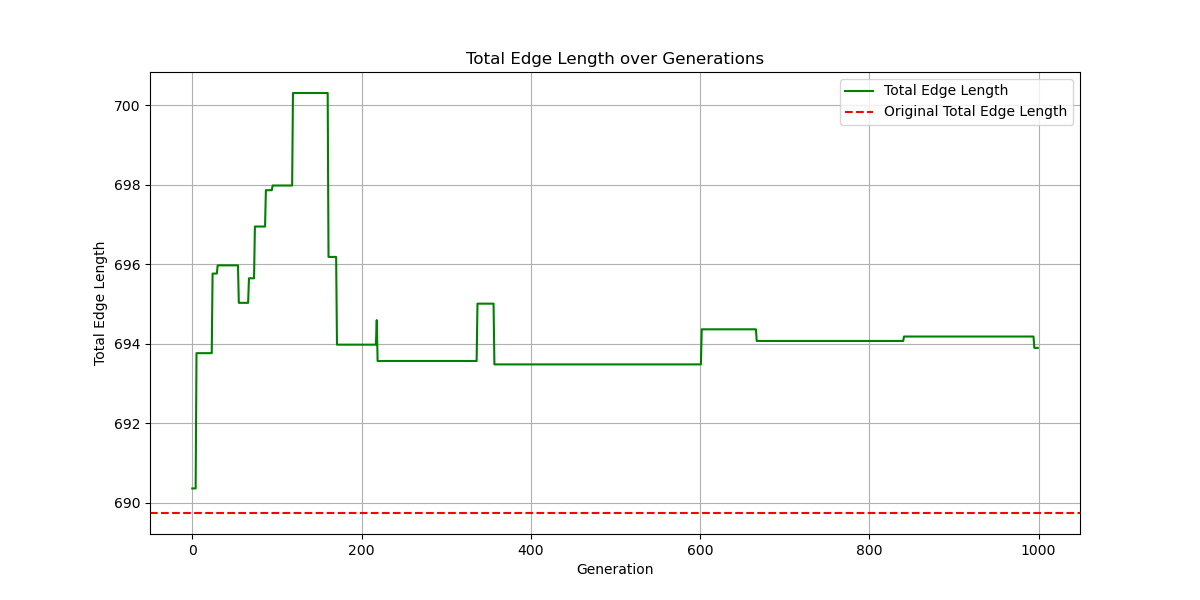 Total Edge Length over Generations
Total Edge Length
Original Total Edge Length
Total Edge Length
700
698
696
694
692
690
0 200 400 600 800 1000
Generation